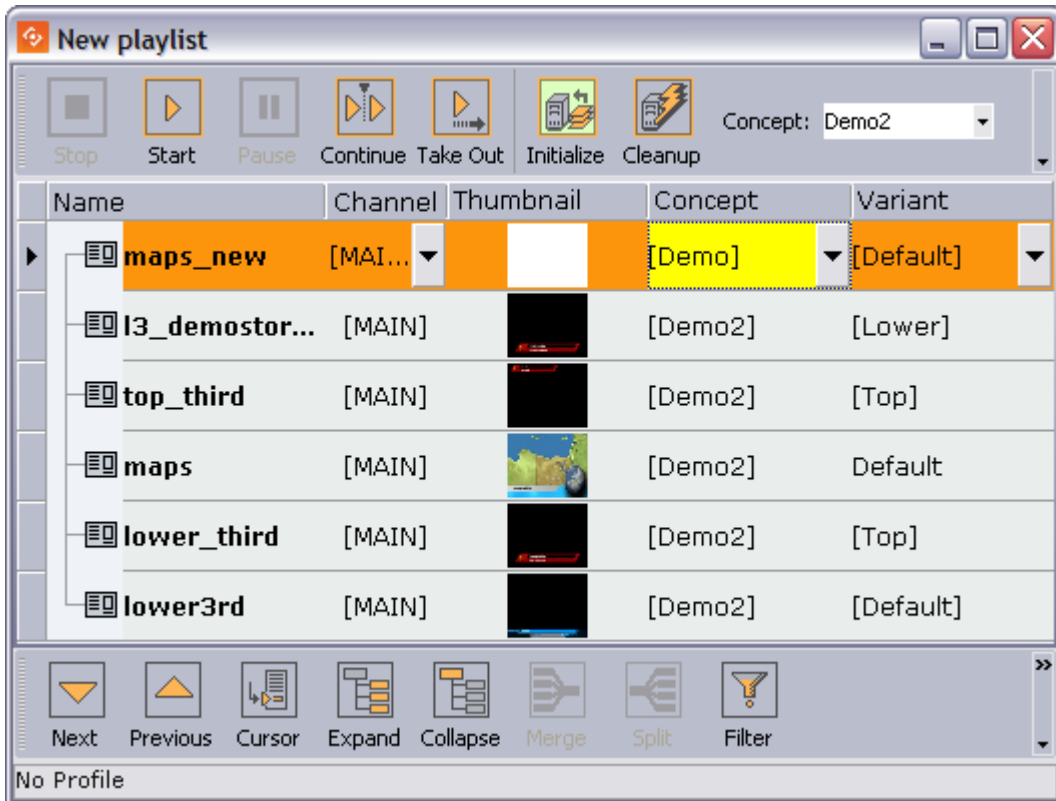 New playlist
Stop Start Pause Continue Take Out Initialize Cleanup Concept: Demo2
Name Channel Thumbnail Concept Variant
maps_new [MAI... [Demo] [Default]
l3_demostor... [MAIN] [Demo2] [Lower]
top_third [MAIN] [Demo2] [Top]
maps [MAIN] [Demo2] Default
lower_third [MAIN] [Demo2] [Top]
lower3rd [MAIN] [Demo2] [Default]
Next Previous Cursor Expand Collapse Merge Split Filter
No Profile